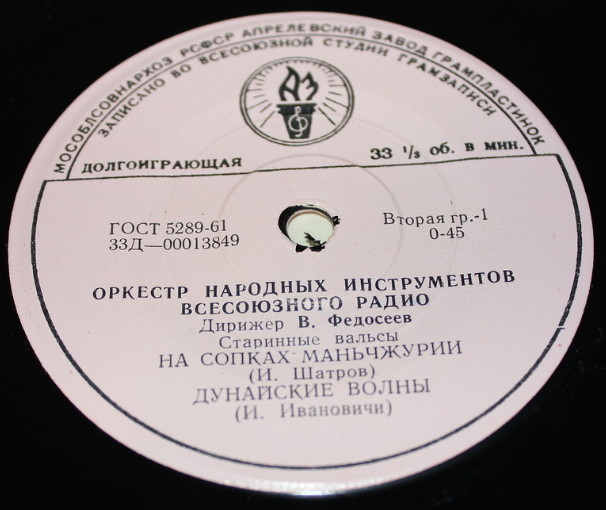 МОСОБЛСОВНАРХОЗ РСФСР АПРЕЛЕВСКИЙ ЗАВОД ГРАМПЛАСТИНОК
ЗАПИСАНО ВО ВСЕСОЮЗНОЙ СТУДИИ ГРАМЗАПИСИ
АЗ
ДОЛГОИГРАЮЩАЯ 33 1/3 об. в мин.
ГОСТ 5289-61 Вторая гр.-1
33Д—00013849 0-45
ОРКЕСТР НАРОДНЫХ ИНСТРУМЕНТОВ
ВСЕСОЮЗНОГО РАДИО
Дирижер В. Федосеев
Старинные вальсы
НА СОПКАХ МАНЬЧЖУРИИ
(И. Шатров)
ДУНАЙСКИЕ ВОЛНЫ
(И. Ивановичи)